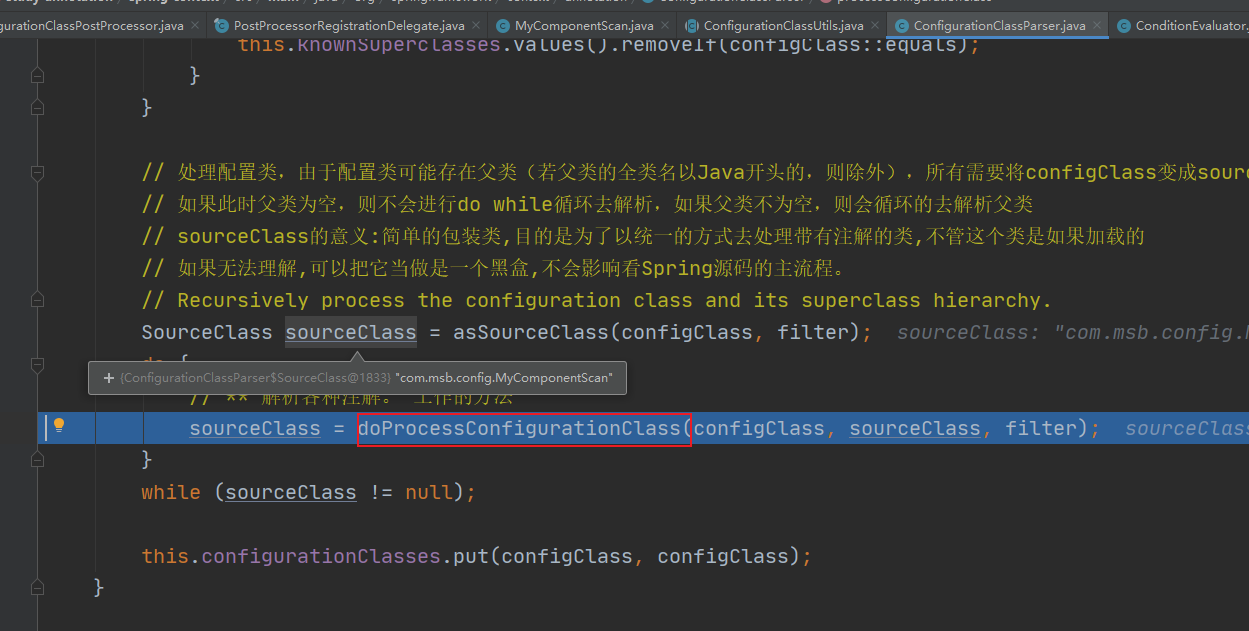 gurationClassPostProcessor.java PostProcessorRegistrationDelegate.java MyComponentScan.java ConfigurationClassUtils.java ConfigurationClassParser.java ConditionEvaluator.
this.knownSuperclasses.values().removeIf(configClass::equals);
}
}
// 处理配置类，由于配置类可能存在父类（若父类的全类名以Java开头的，则除外），所有需要将configClass变成sour
// 如果此时父类为空，则不会进行do while循环去解析，如果父类不为空，则会循环的去解析父类
// sourceClass的意义:简单的包装类,目的是为了以统一的方式去处理带有注解的类,不管这个类是如果加载的
// 如果无法理解,可以把它当做是一个黑盒,不会影响看Spring源码的主流程。
// Recursively process the configuration class and its superclass hierarchy.
SourceClass sourceClass = asSourceClass(configClass, filter); sourceClass: "com.msb.config.
do {
+ {ConfigurationClassParser$SourceClass@1833} "com.msb.config.MyComponentScan"
// ** 解析各种注解。 工作的方法
sourceClass = doProcessConfigurationClass(configClass, sourceClass, filter); sourceClass
}
while (sourceClass != null);
this.configurationClasses.put(configClass, configClass);
}